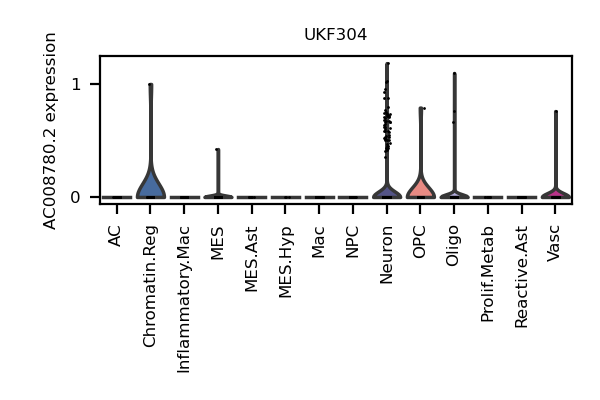 UKF304
AC008780.2 expression
1
0
AC
Chromatin.Reg
Inflammatory.Mac
MES
MES.Ast
MES.Hyp
Mac
NPC
Neuron
OPC
Oligo
Prolif.Metab
Reactive.Ast
Vasc